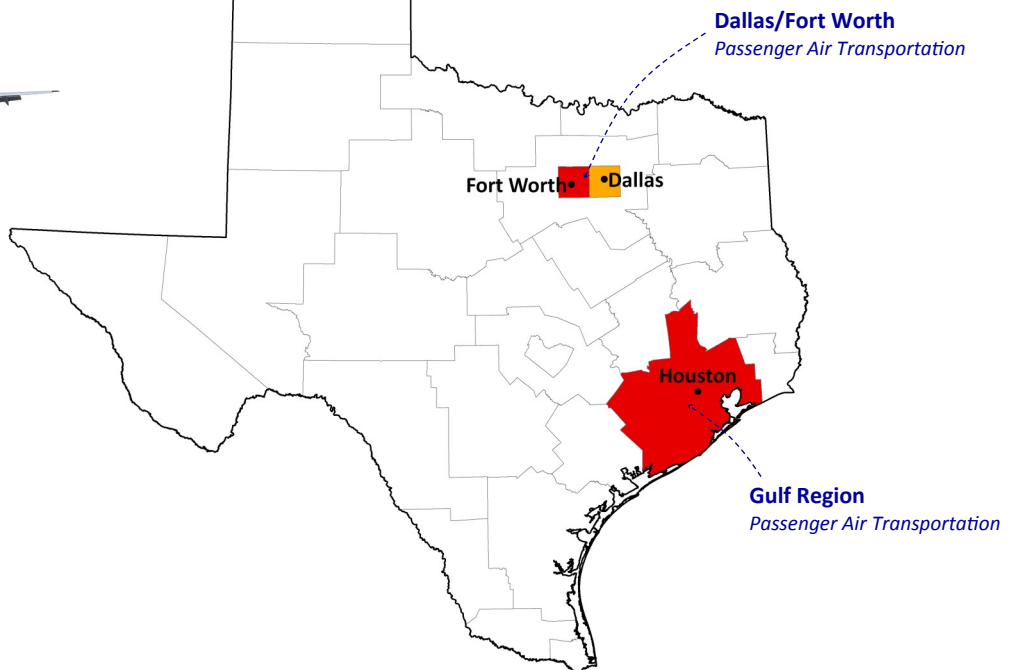 Dallas/Fort Worth
Passenger Air Transportation
Fort Worth
Dallas
Houston
Gulf Region
Passenger Air Transportation